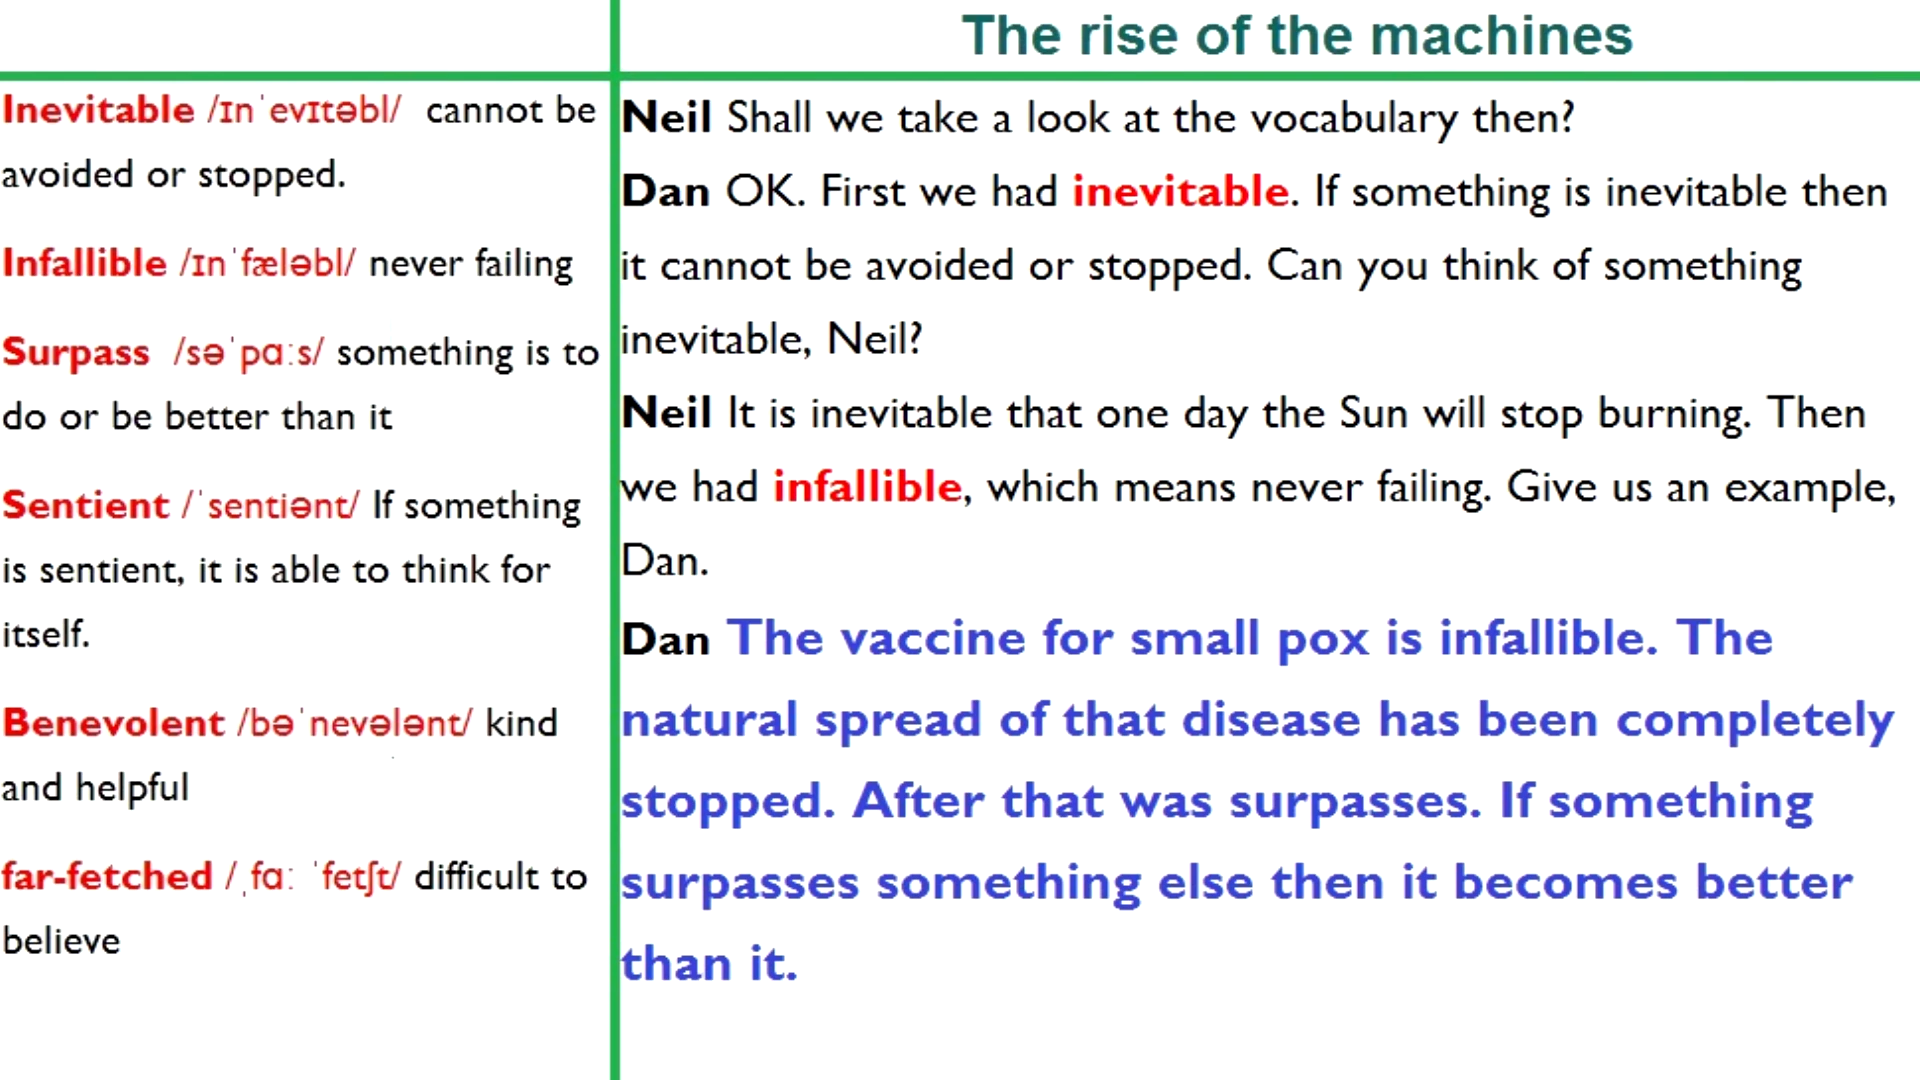 The rise of the machines
Inevitable /ɪnˈevɪtəbl/ cannot be
avoided or stopped.
Infallible /ɪnˈfæləbl/ never failing
Surpass /səˈpɑːs/ something is to
do or be better than it
Sentient /ˈsentiənt/ If something
is sentient, it is able to think for
itself.
Benevolent /bəˈnevələnt/ kind
and helpful
far-fetched /ˌfɑː ˈfetʃt/ difficult to
believe
Neil Shall we take a look at the vocabulary then?
Dan OK. First we had inevitable. If something is inevitable then
it cannot be avoided or stopped. Can you think of something
inevitable, Neil?
Neil It is inevitable that one day the Sun will stop burning. Then
we had infallible, which means never failing. Give us an example,
Dan.
Dan The vaccine for small pox is infallible. The
natural spread of that disease has been completely
stopped. After that was surpasses. If something
surpasses something else then it becomes better
than it.